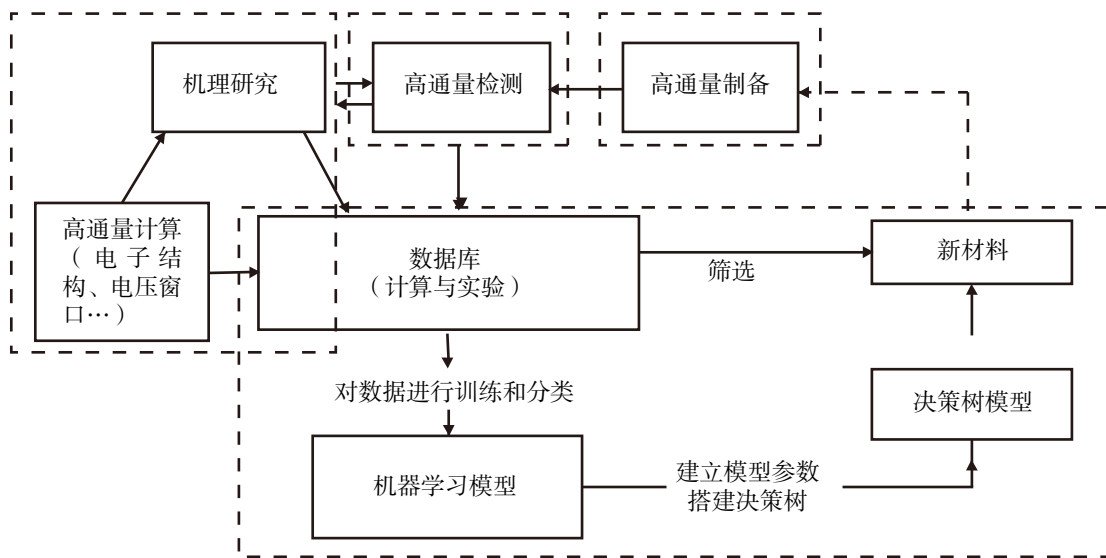 机理研究
高通量检测
高通量制备
高通量计算
（电子结
构、电压窗
口…）
数据库
（计算与实验）
筛选
新材料
对数据进行训练和分类
决策树模型
机器学习模型
建立模型参数
搭建决策树